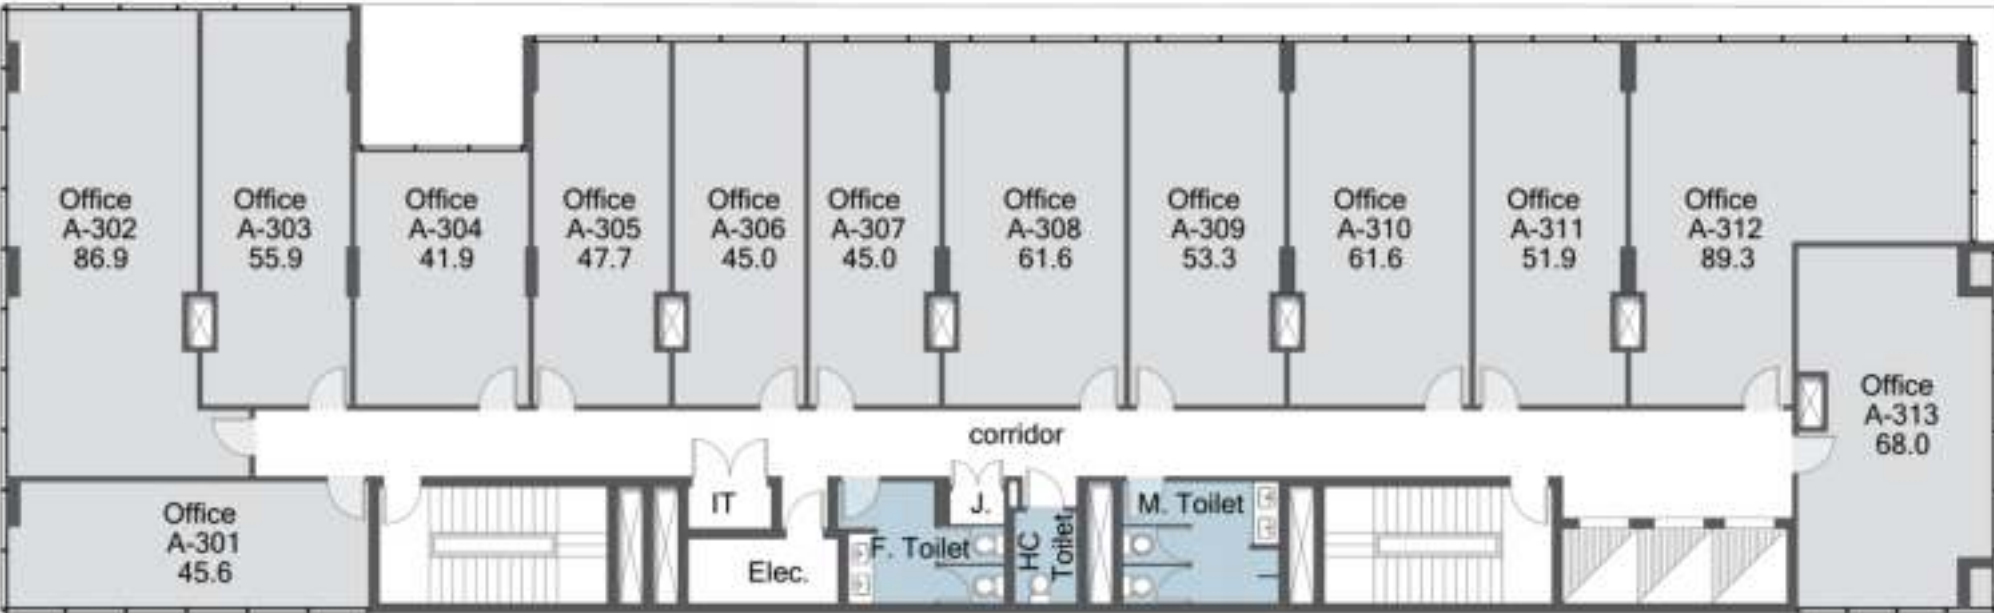 Office
A-302
86.9
Office
A-303
55.9
Office
A-304
41.9
Office
A-305
47.7
Office
A-306
45.0
Office
A-307
45.0
Office
A-308
61.6
Office
A-309
53.3
Office
A-310
61.6
Office
A-311
51.9
Office
A-312
89.3
Office
A-313
68.0
corridor
Office
A-301
45.6
IT
Elec.
F. Toilet
J.
HC
Toilet
M. Toilet